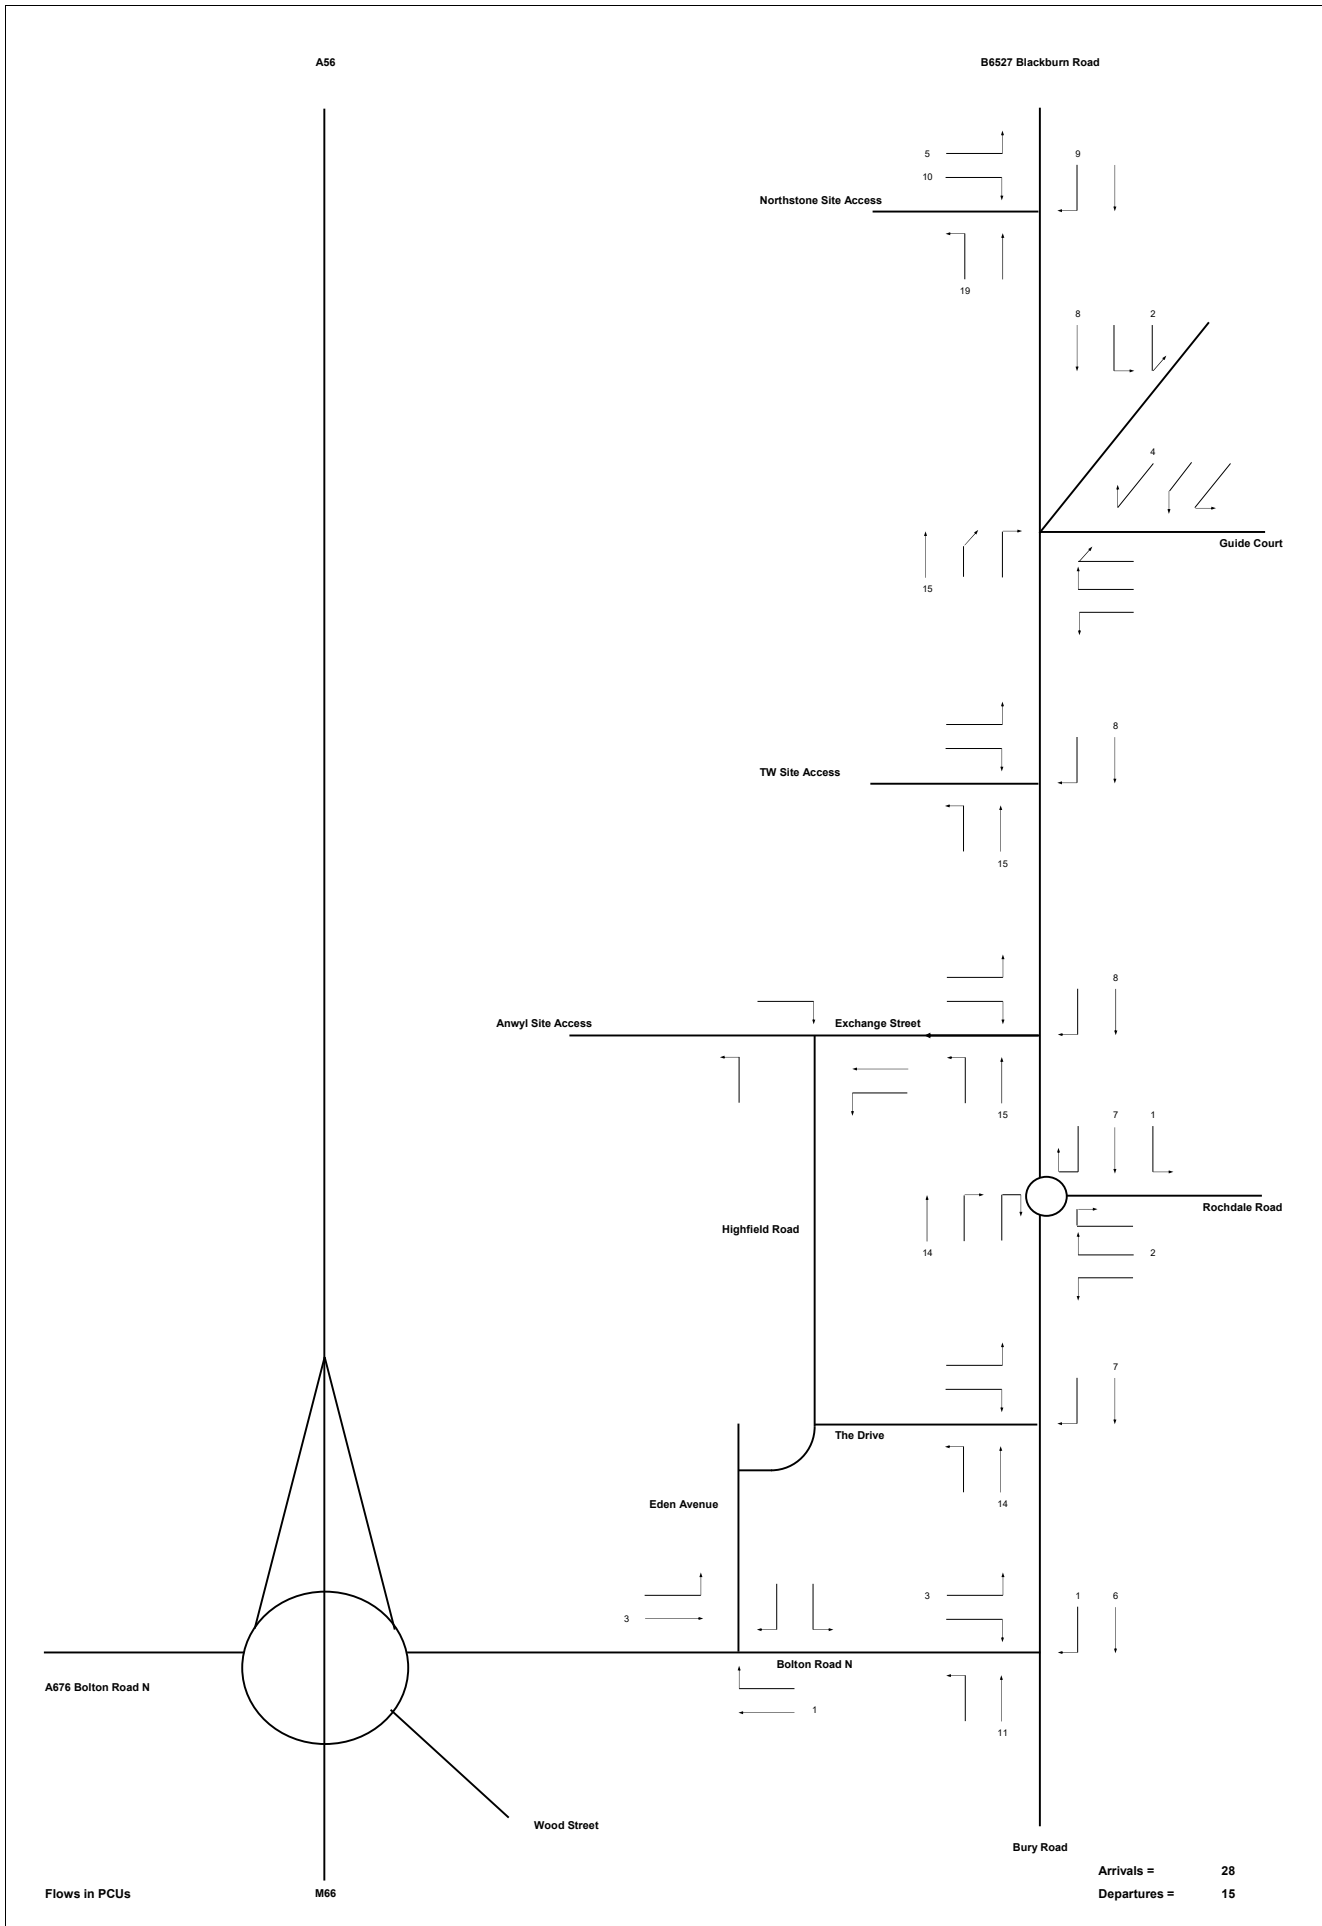 A56
B6527 Blackburn Road
5
9
10
Northstone Site Access
19
8
2
4
Guide Court
15
8
TW Site Access
15
8
Anwyl Site Access
Exchange Street
15
7
1
Rochdale Road
Highfield Road
14
2
7
The Drive
Eden Avenue
14
3
1
6
3
Bolton Road N
A676 Bolton Road N
1
11
Wood Street
Bury Road
Arrivals = 28
Flows in PCUs
M66
Departures = 15